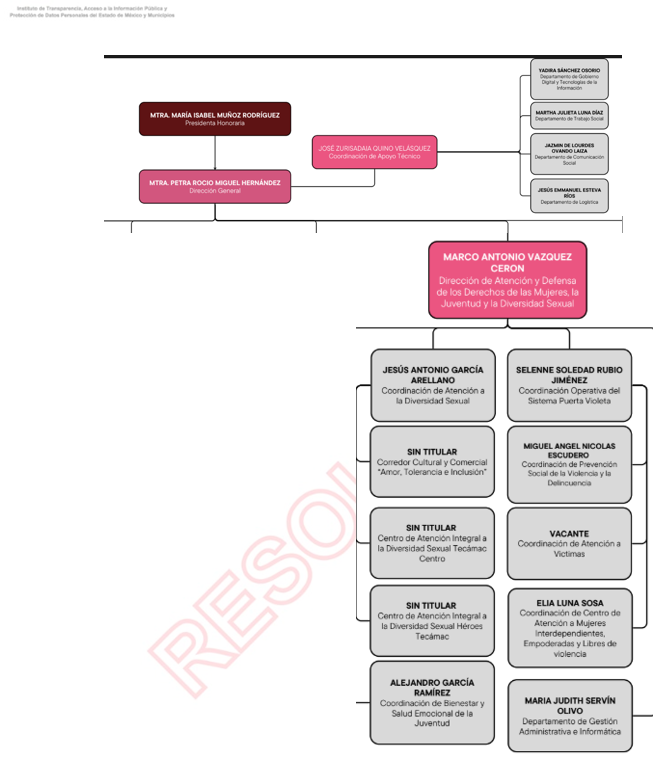 Instituto de Transparencia, Acceso a la Información Pública y
Protección de Datos Personales del Estado de México y Municipios
YADIRA SÁNCHEZ OSORIO
Departamento de Gobierno
Digital y Tecnologías de la
Información
MTRA. MARÍA ISABEL MUÑOZ RODRÍGUEZ
Presidenta Honoraria
MARTHA JULIETA LUNA DÍAZ
Departamento de Trabajo Social
JOSÉ ZURISADAIA QUINO VELÁSQUEZ
Coordinación de Apoyo Técnico
JAZMIN DE LOURDES
OVANDO LAIZA
Departamento de Comunicación
Social
MTRA. PETRA ROCIO MIGUEL HERNÁNDEZ
Dirección General
JESÚS EMMANUEL ESTEVA
RÍOS
Departamento de Logística
MARCO ANTONIO VAZQUEZ
CERON
Dirección de Atención y Defensa
de los Derechos de las Mujeres, la
Juventud y la Diversidad Sexual
JESÚS ANTONIO GARCÍA
ARELLANO
Coordinación de Atención a
la Diversidad Sexual
SELENNE SOLEDAD RUBIO
JIMÉNEZ
Coordinación Operativa del
Sistema Puerta Violeta
SIN TITULAR
Corredor Cultural y Comercial
"Amor, Tolerancia e Inclusión"
MIGUEL ANGEL NICOLAS
ESCUDERO
Coordinación de Prevención
Social de la Violencia y la
Delincuencia
SIN TITULAR
Centro de Atención Integral a
la Diversidad Sexual Tecámac
Centro
VACANTE
Coordinación de Atención a
Víctimas
SIN TITULAR
Centro de Atención Integral a
la Diversidad Sexual Héroes
Tecámac
ELIA LUNA SOSA
Coordinación de Centro de
Atención a Mujeres
Interdependientes,
Empoderadas y Libres de
violencia
ALEJANDRO GARCÍA
RAMÍREZ
Coordinación de Bienestar y
Salud Emocional de la
Juventud
MARIA JUDITH SERVÍN
OLIVO
Departamento de Gestión
Administrativa e Informática